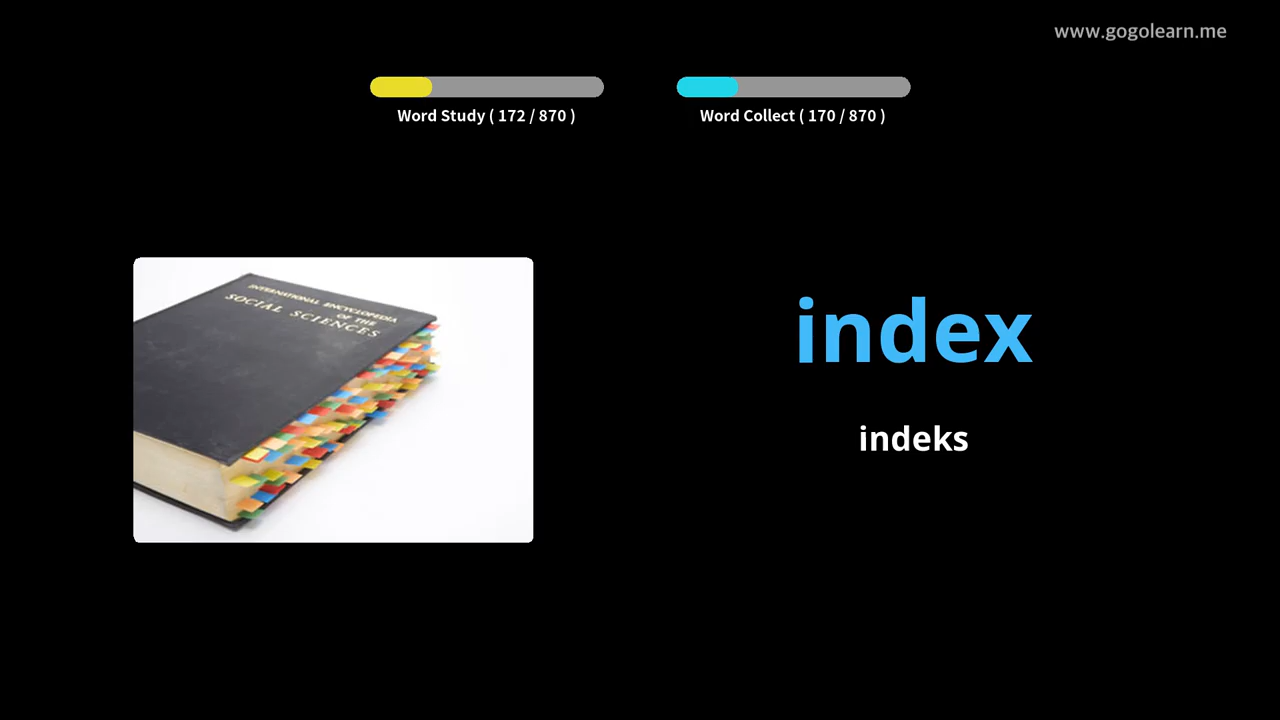 www.gogolearn.me
Word Study ( 172 / 870 )
Word Collect ( 170 / 870 )
INTERNATIONAL ENCYCLOPEDIA
OF THE
SOCIAL SCIENCES
index
indeks